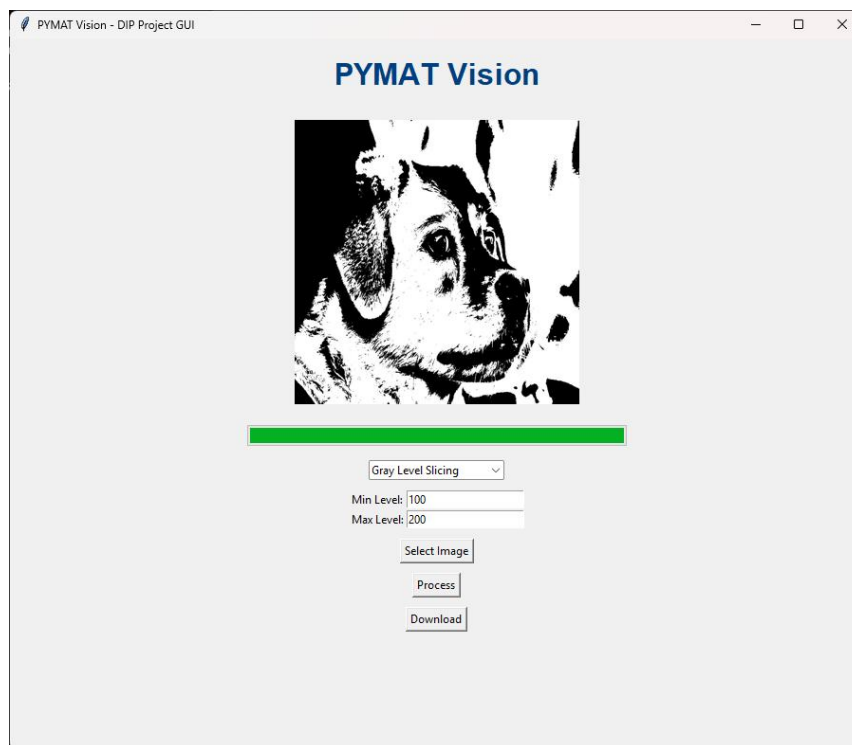 PYMAT Vision - DIP Project GUI
PYMAT Vision
Gray Level Slicing
Min Level: 100
Max Level: 200
Select Image
Process
Download